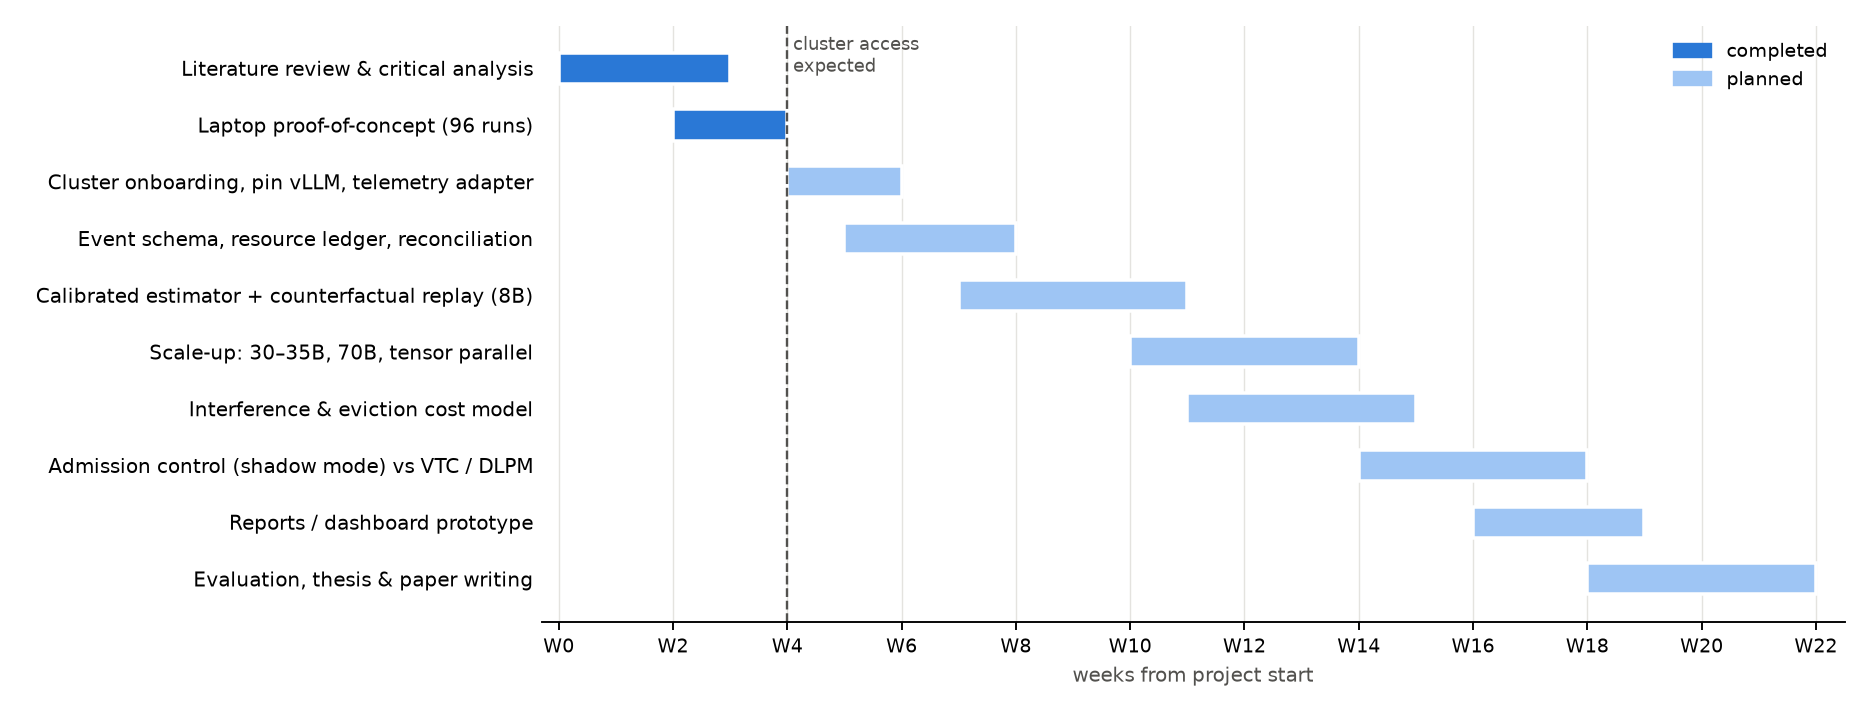 cluster access
expected
completed
planned
Literature review & critical analysis
Laptop proof-of-concept (96 runs)
Cluster onboarding, pin vLLM, telemetry adapter
Event schema, resource ledger, reconciliation
Calibrated estimator + counterfactual replay (8B)
Scale-up: 30–35B, 70B, tensor parallel
Interference & eviction cost model
Admission control (shadow mode) vs VTC / DLPM
Reports / dashboard prototype
Evaluation, thesis & paper writing
W0 W2 W4 W6 W8 W10 W12 W14 W16 W18 W20 W22
weeks from project start